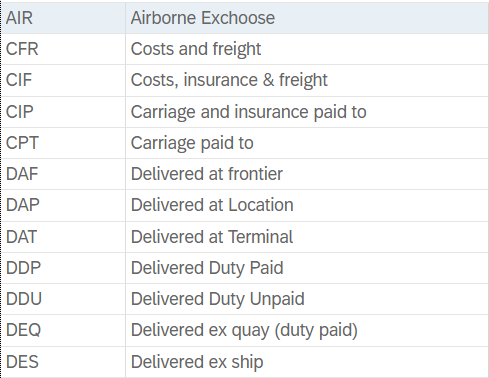 AIR Airborne Exchoose
CFR Costs and freight
CIF Costs, insurance & freight
CIP Carriage and insurance paid to
CPT Carriage paid to
DAF Delivered at frontier
DAP Delivered at Location
DAT Delivered at Terminal
DDP Delivered Duty Paid
DDU Delivered Duty Unpaid
DEQ Delivered ex quay (duty paid)
DES Delivered ex ship